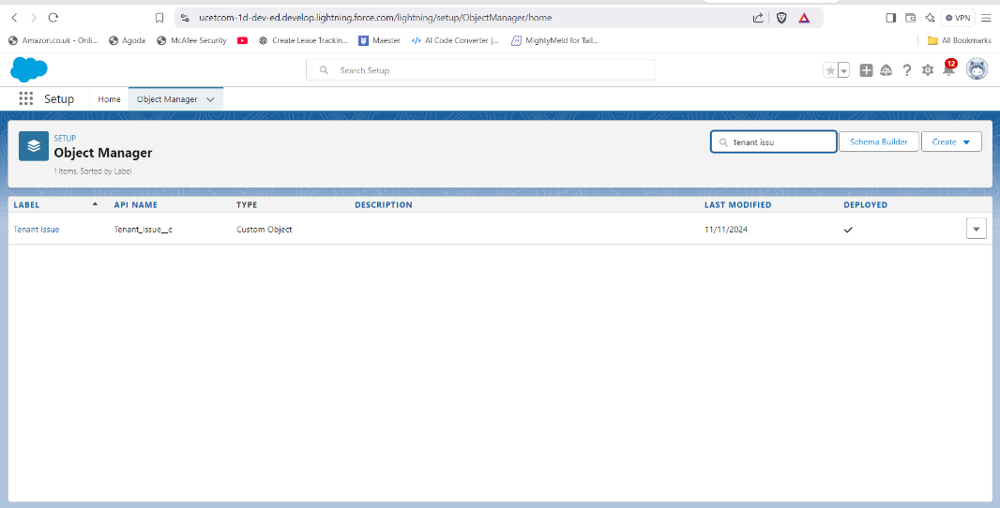 ucetcom-1d-dev-ed.develop.lightning.force.com/lightning/setup/ObjectManager/home
VPN
Amazon.co.uk - Onli...
Agoda
McAfee Security
Create Lease Trackin...
Maester
AI Code Converter |...
MightyMeld for Tail...
All Bookmarks
Search Setup
12
Setup
Home
Object Manager
SETUP
Object Manager
1 Items. Sorted by Label
Tenant issu
Schema Builder
Create
LABEL API NAME TYPE DESCRIPTION LAST MODIFIED DEPLOYED
Tenant Issue Tenant_Issue__c Custom Object 11/11/2024